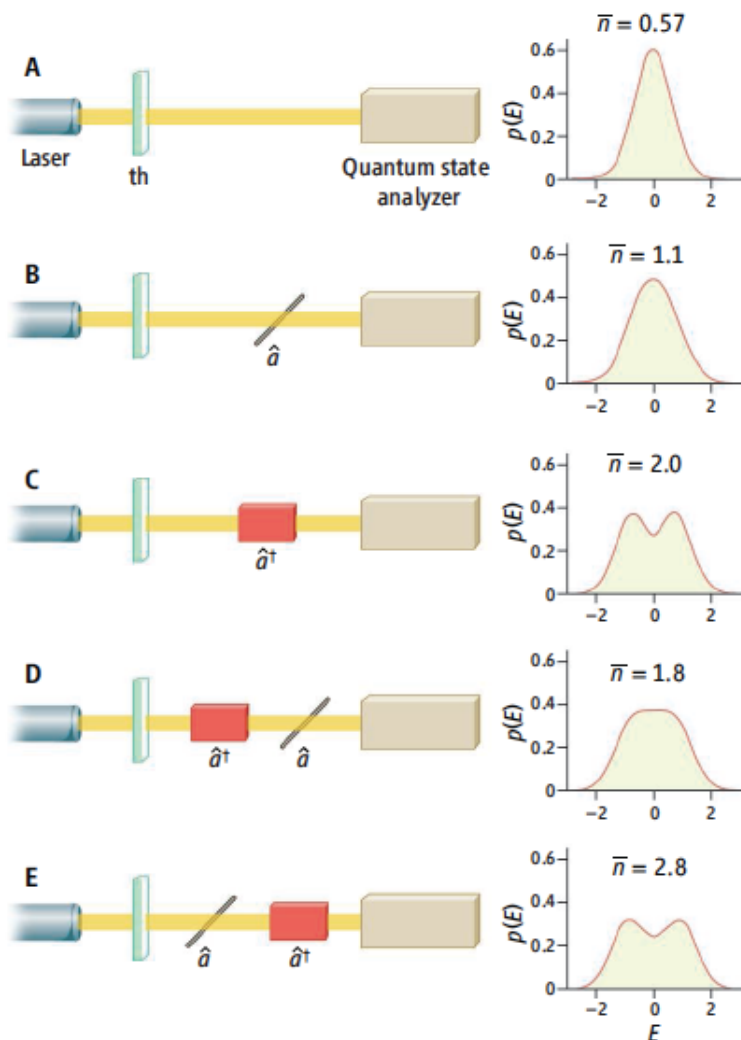 A
Laser
th
Quantum state
analyzer
n̅ = 0.57
p(E)
0.6
0.4
0.2
0
−2 0 2
B
â
n̅ = 1.1
p(E)
0.6
0.4
0.2
0
−2 0 2
C
â†
n̅ = 2.0
p(E)
0.6
0.4
0.2
0
−2 0 2
D
â† â
n̅ = 1.8
p(E)
0.6
0.4
0.2
0
−2 0 2
E
â â†
n̅ = 2.8
p(E)
0.6
0.4
0.2
0
−2 0 2
E